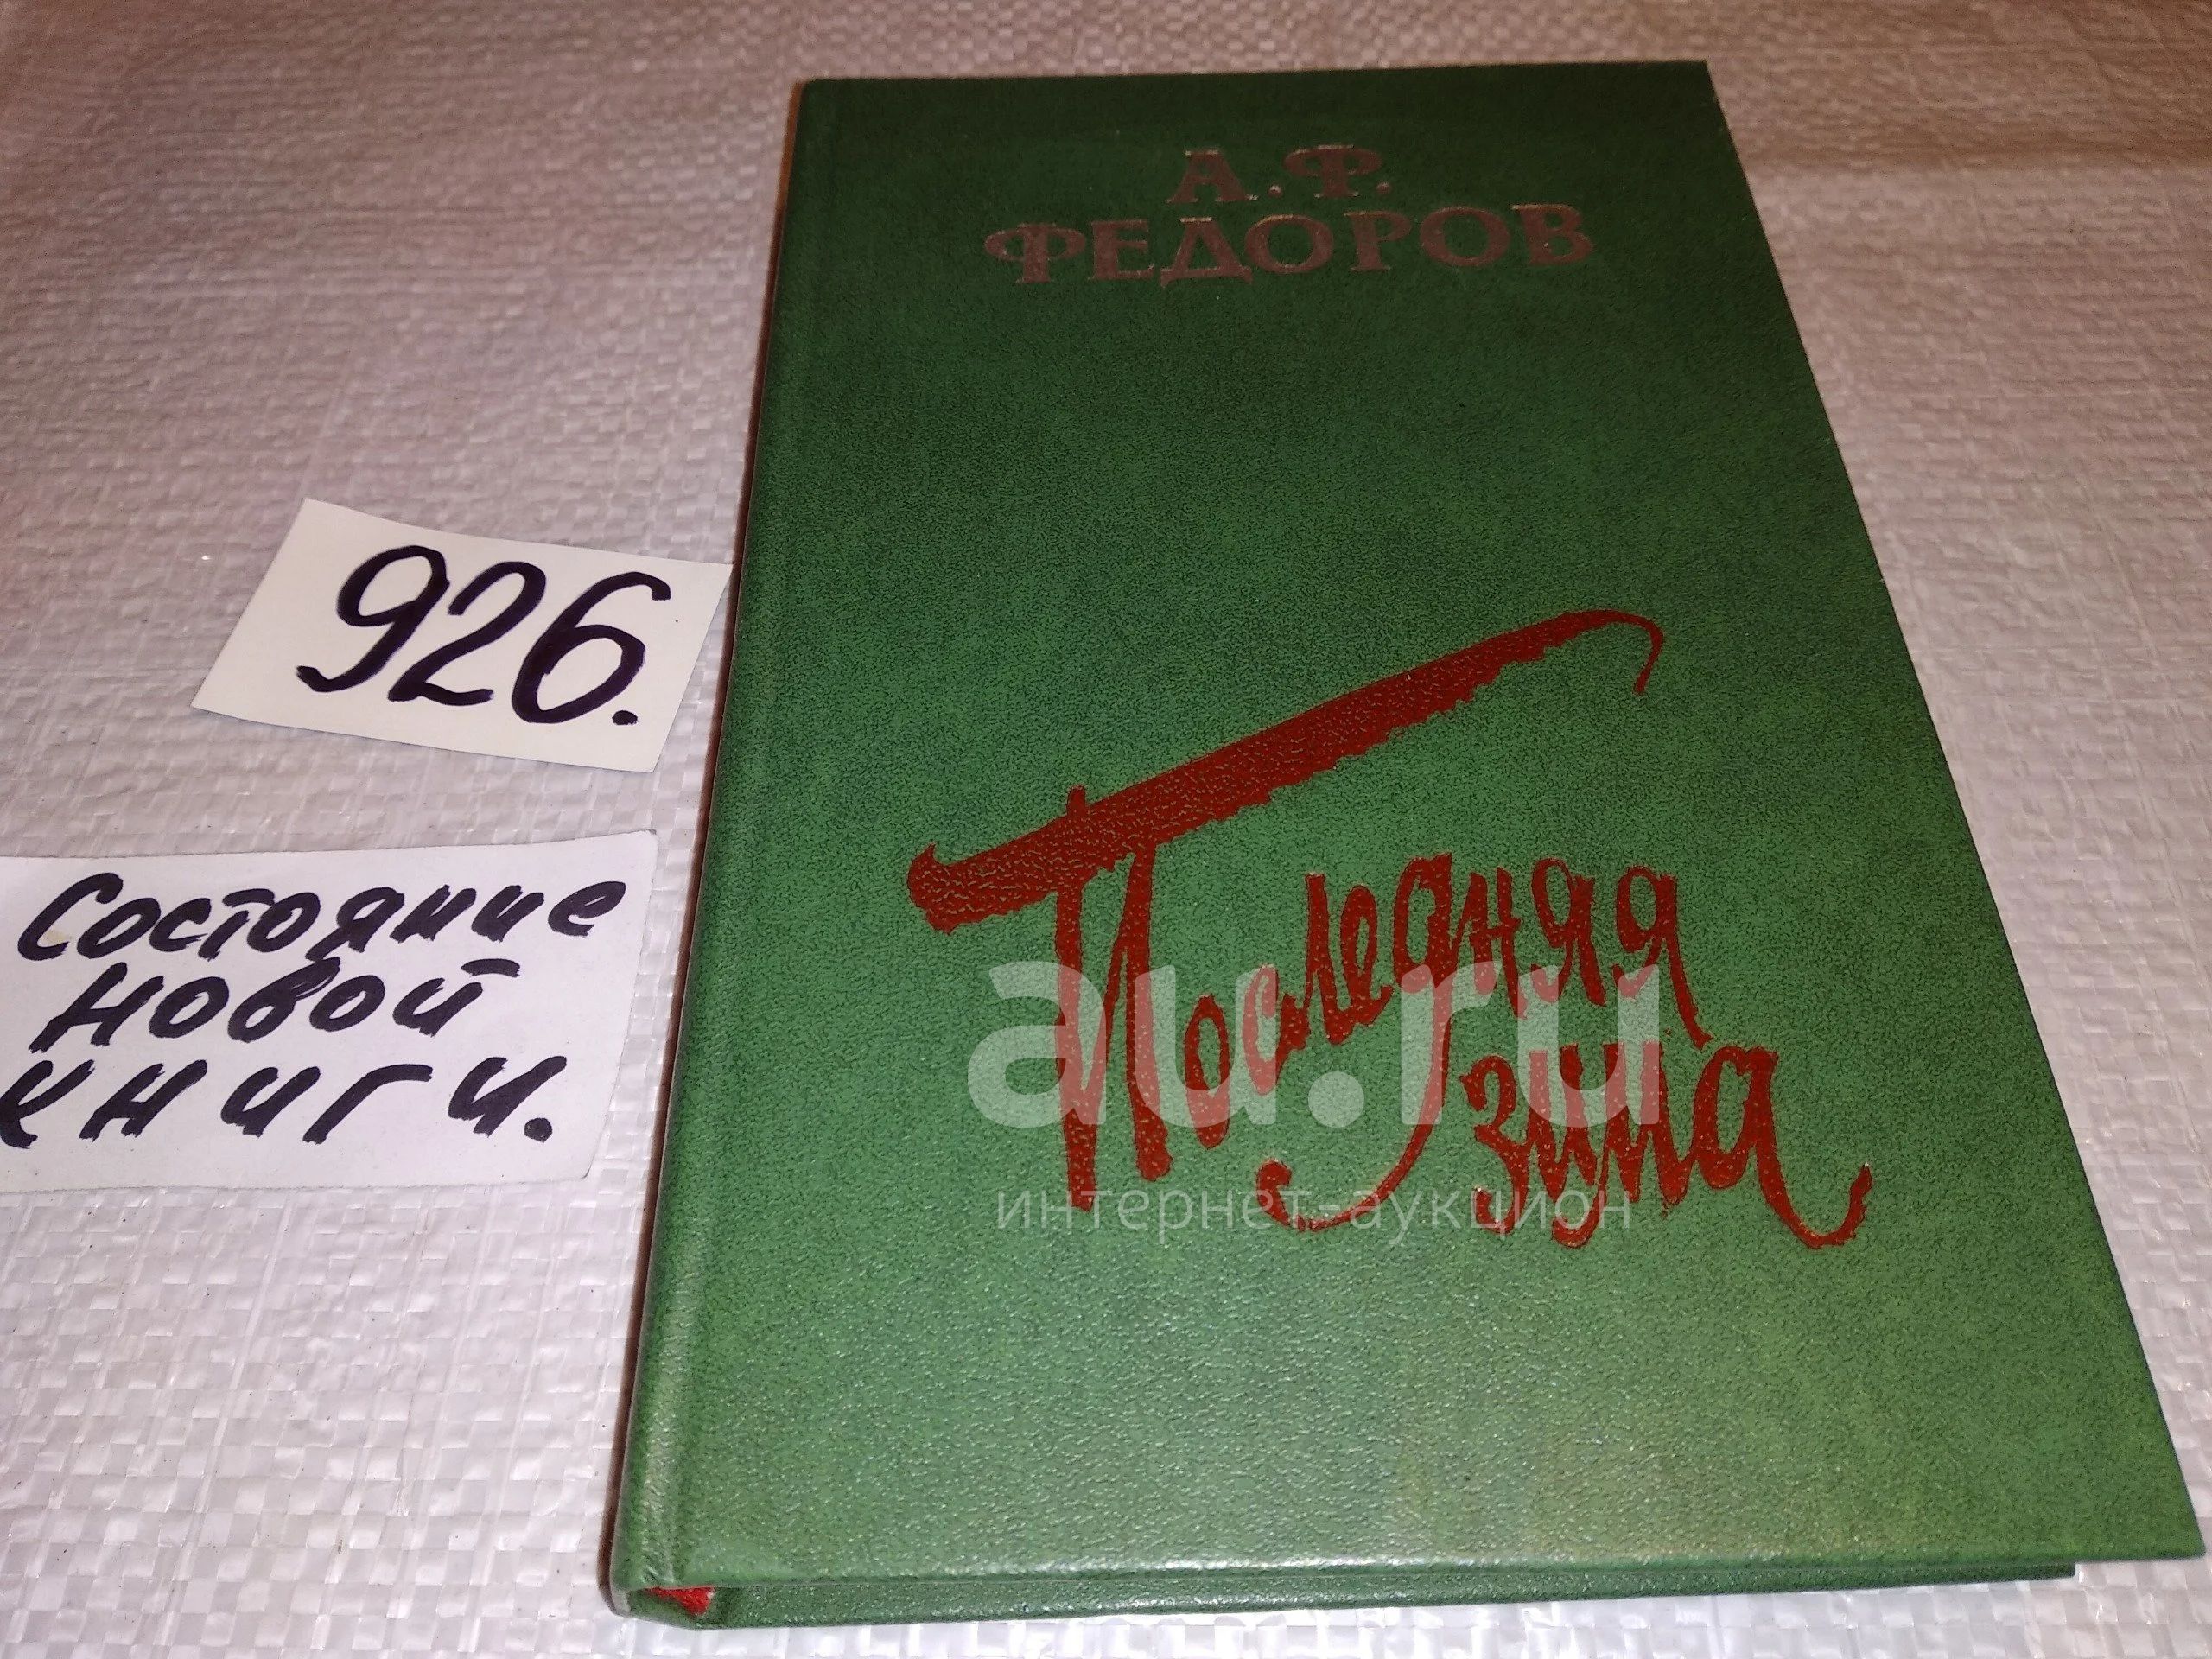 А.Ф.
ФЕДОРОВ
926.
Состояние
новой
книги.
Последняя
зима
au.ru
интернет-аукцион